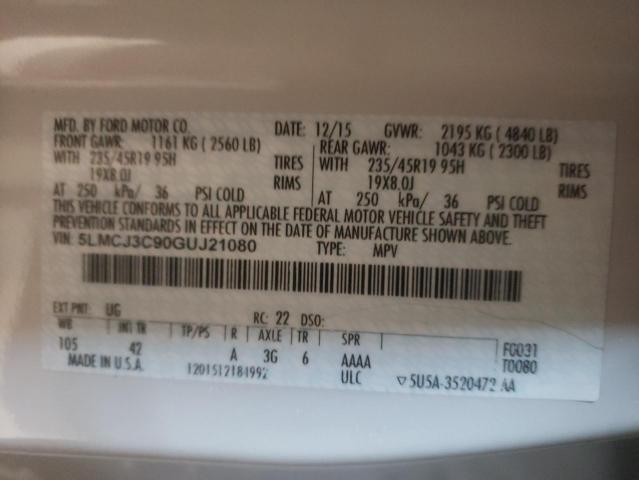 MFD. BY FORD MOTOR CO. DATE: 12/15 GVWR: 2195 KG ( 4840 LB)
FRONT GAWR: 1161 KG ( 2560 LB) REAR GAWR: 1043 KG ( 2300 LB)
WITH 235/45R19 95H TIRES WITH 235/45R19 95H TIRES
19X8.0J RIMS 19X8.0J RIMS
AT 250 kPa/ 36 PSI COLD AT 250 kPa/ 36 PSI COLD
THIS VEHICLE CONFORMS TO ALL APPLICABLE FEDERAL MOTOR VEHICLE SAFETY AND THEFT
PREVENTION STANDARDS IN EFFECT ON THE DATE OF MANUFACTURE SHOWN ABOVE.
VIN: 5LMCJ3C90GUJ21080 TYPE: MPV
EXT PNT: UG RC: 22 DSO:
WB INT TR TP/PS R AXLE TR SPR
105 42 A 3G 6 AAAA FG031
MADE IN U.S.A. 1201512184992 ULC T0080
▽5U5A-3520472 AA